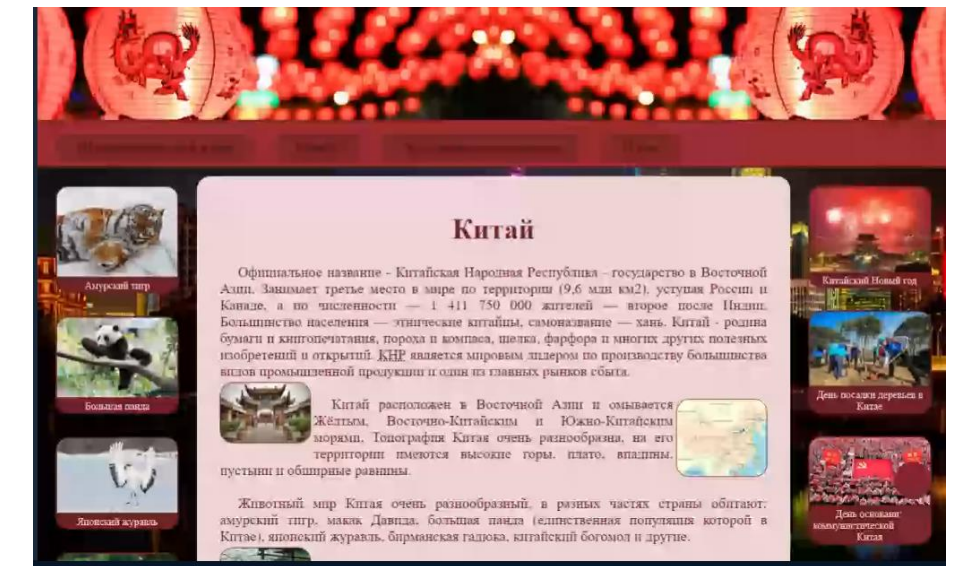 Китай
Официальное название - Китайская Народная Республика - государство в Восточной
Азии. Занимает третье место в мире по территории (9,6 млн км2), уступая России и
Канаде, а по численности — 1 411 750 000 жителей — второе после Индии.
Большинство населения — этнические китайцы, самоназвание — хань. Китай - родина
бумаги и книгопечатания, пороха и компаса, шелка, фарфора и многих других полезных
изобретений и открытий. КНР является мировым лидером по производству большинства
видов промышленной продукции и один из главных рынков сбыта.
Китай расположен в Восточной Азии и омывается
Жёлтым, Восточно-Китайским и Южно-Китайским
морями. Топография Китая очень разнообразна, на его
территории имеются высокие горы, плато, впадины,
пустыни и обширные равнины.
Животный мир Китая очень разнообразный, в разных частях страны обитают:
амурский тигр, макак Давида, большая панда (единственная популяция которой в
Китае), японский журавль, бирманская гадюка, китайский богомол и другие.
Амурский тигр
Большая панда
Японский журавль
Китайский Новый год
День посадки деревьев в
Китае
День основания
коммунистической
Китая